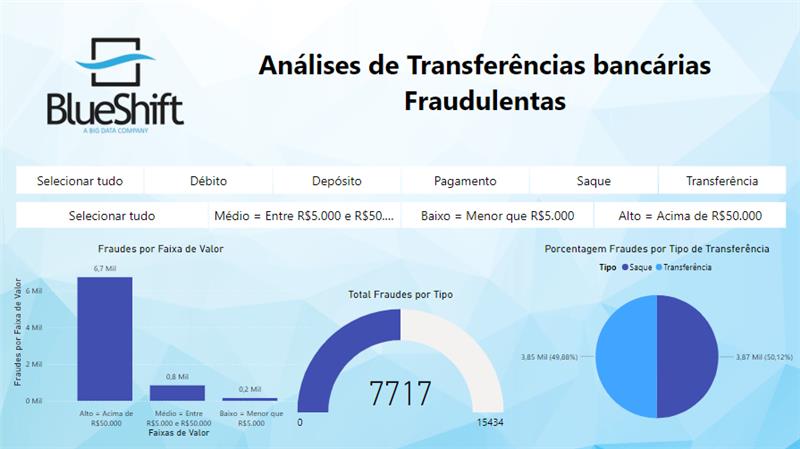 BlueShift
A BIG DATA COMPANY
Análises de Transferências bancárias
Fraudulentas
Selecionar tudo
Débito
Depósito
Pagamento
Saque
Transferência
Selecionar tudo
Médio = Entre R$5.000 e R$50....
Baixo = Menor que R$5.000
Alto = Acima de R$50.000
Fraudes por Faixa de Valor
Fraudes por Faixa de Valor
6 Mil
4 Mil
2 Mil
0 Mil
6,7 Mil
0,8 Mil
0,2 Mil
Alto = Acima de
R$50.000
Médio = Entre
R$5.000 e R$50.000
Baixo = Menor que
R$5.000
Faixas de Valor
Total Fraudes por Tipo
7717
0
15434
Porcentagem Fraudes por Tipo de Transferência
Tipo Saque Transferência
3,85 Mil (49,88%)
3,87 Mil (50,12%)